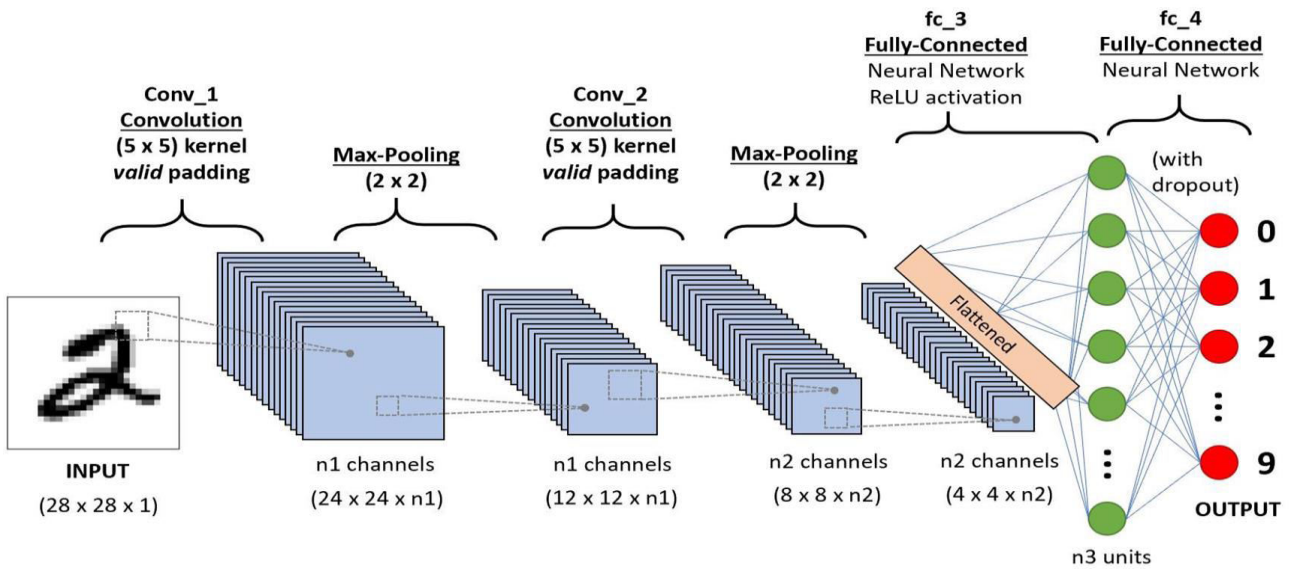 Conv_1
Convolution
(5 x 5) kernel
valid padding
Max-Pooling
(2 x 2)
Conv_2
Convolution
(5 x 5) kernel
valid padding
Max-Pooling
(2 x 2)
fc_3
Fully-Connected
Neural Network
ReLU activation
fc_4
Fully-Connected
Neural Network
(with
dropout)
Flattened
0
1
2
9
OUTPUT
2
INPUT
(28 x 28 x 1)
n1 channels
(24 x 24 x n1)
n1 channels
(12 x 12 x n1)
n2 channels
(8 x 8 x n2)
n2 channels
(4 x 4 x n2)
n3 units